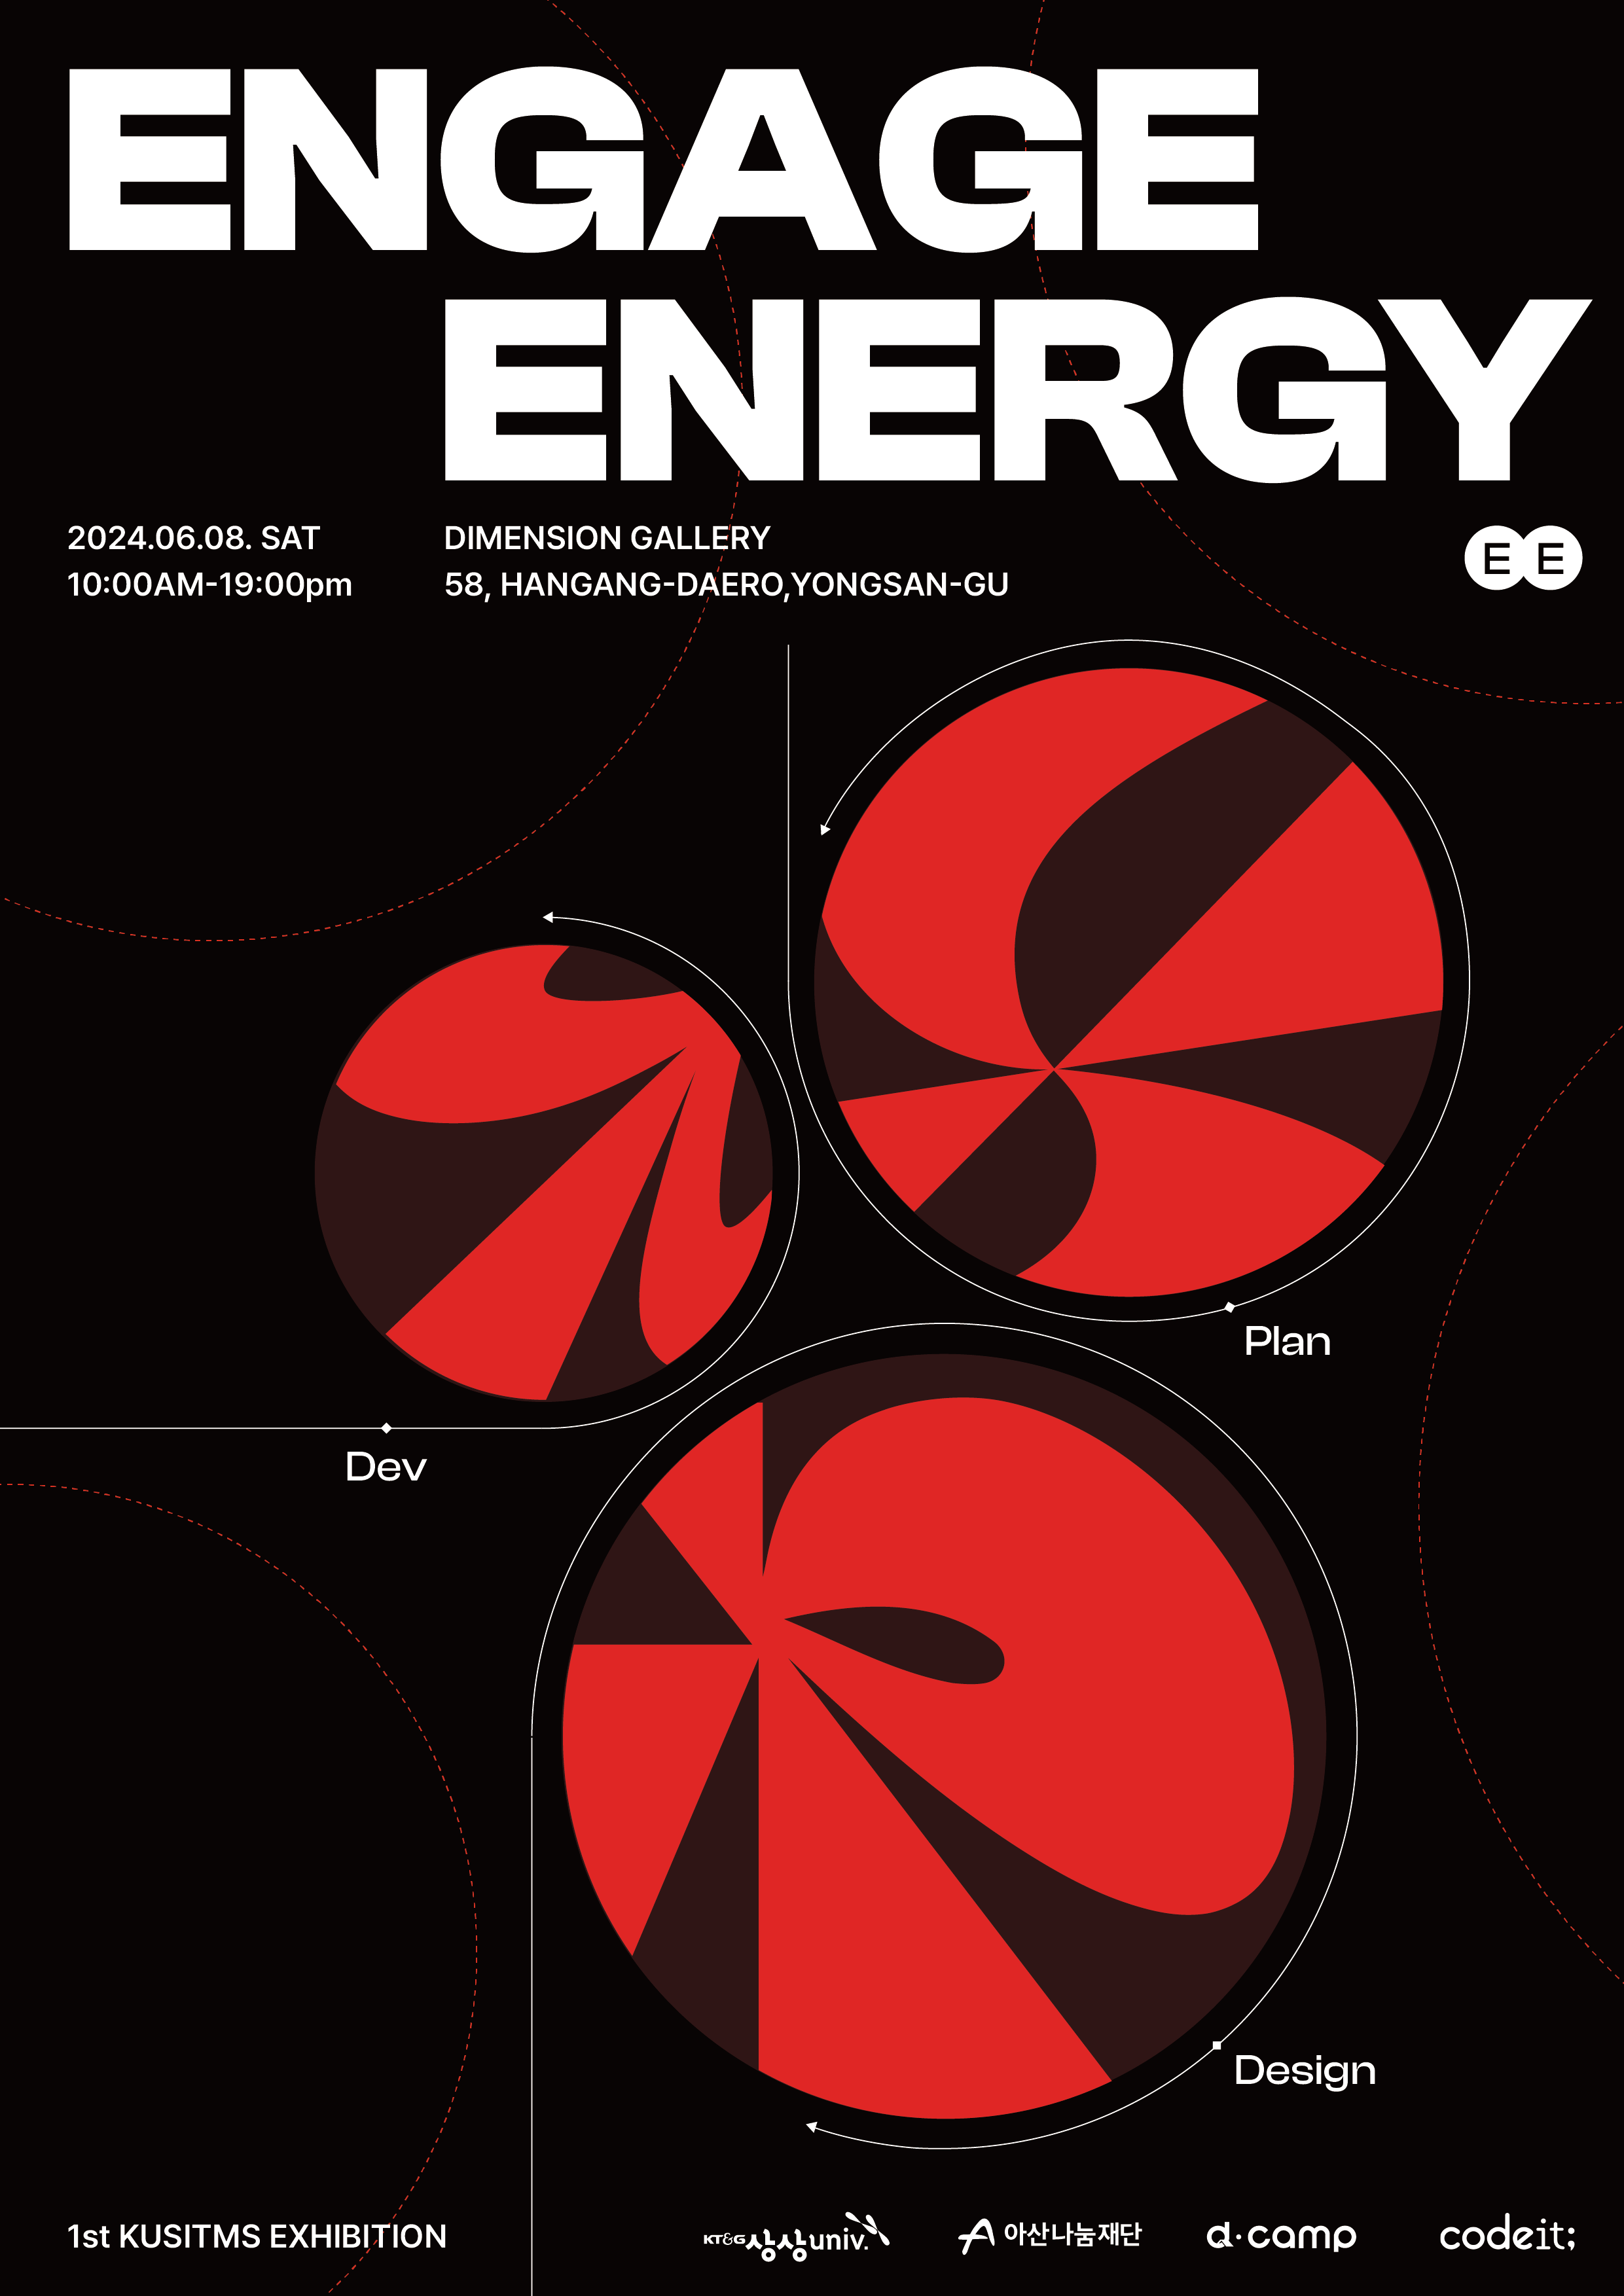 ENGAGE
ENERGY
2024.06.08. SAT
10:00AM-19:00pm
DIMENSION GALLERY
58, HANGANG-DAERO,YONGSAN-GU
E E
Plan
Dev
Design
1st KUSITMS EXHIBITION
KT&G상상univ.
아산나눔재단
d·camp
codeit;